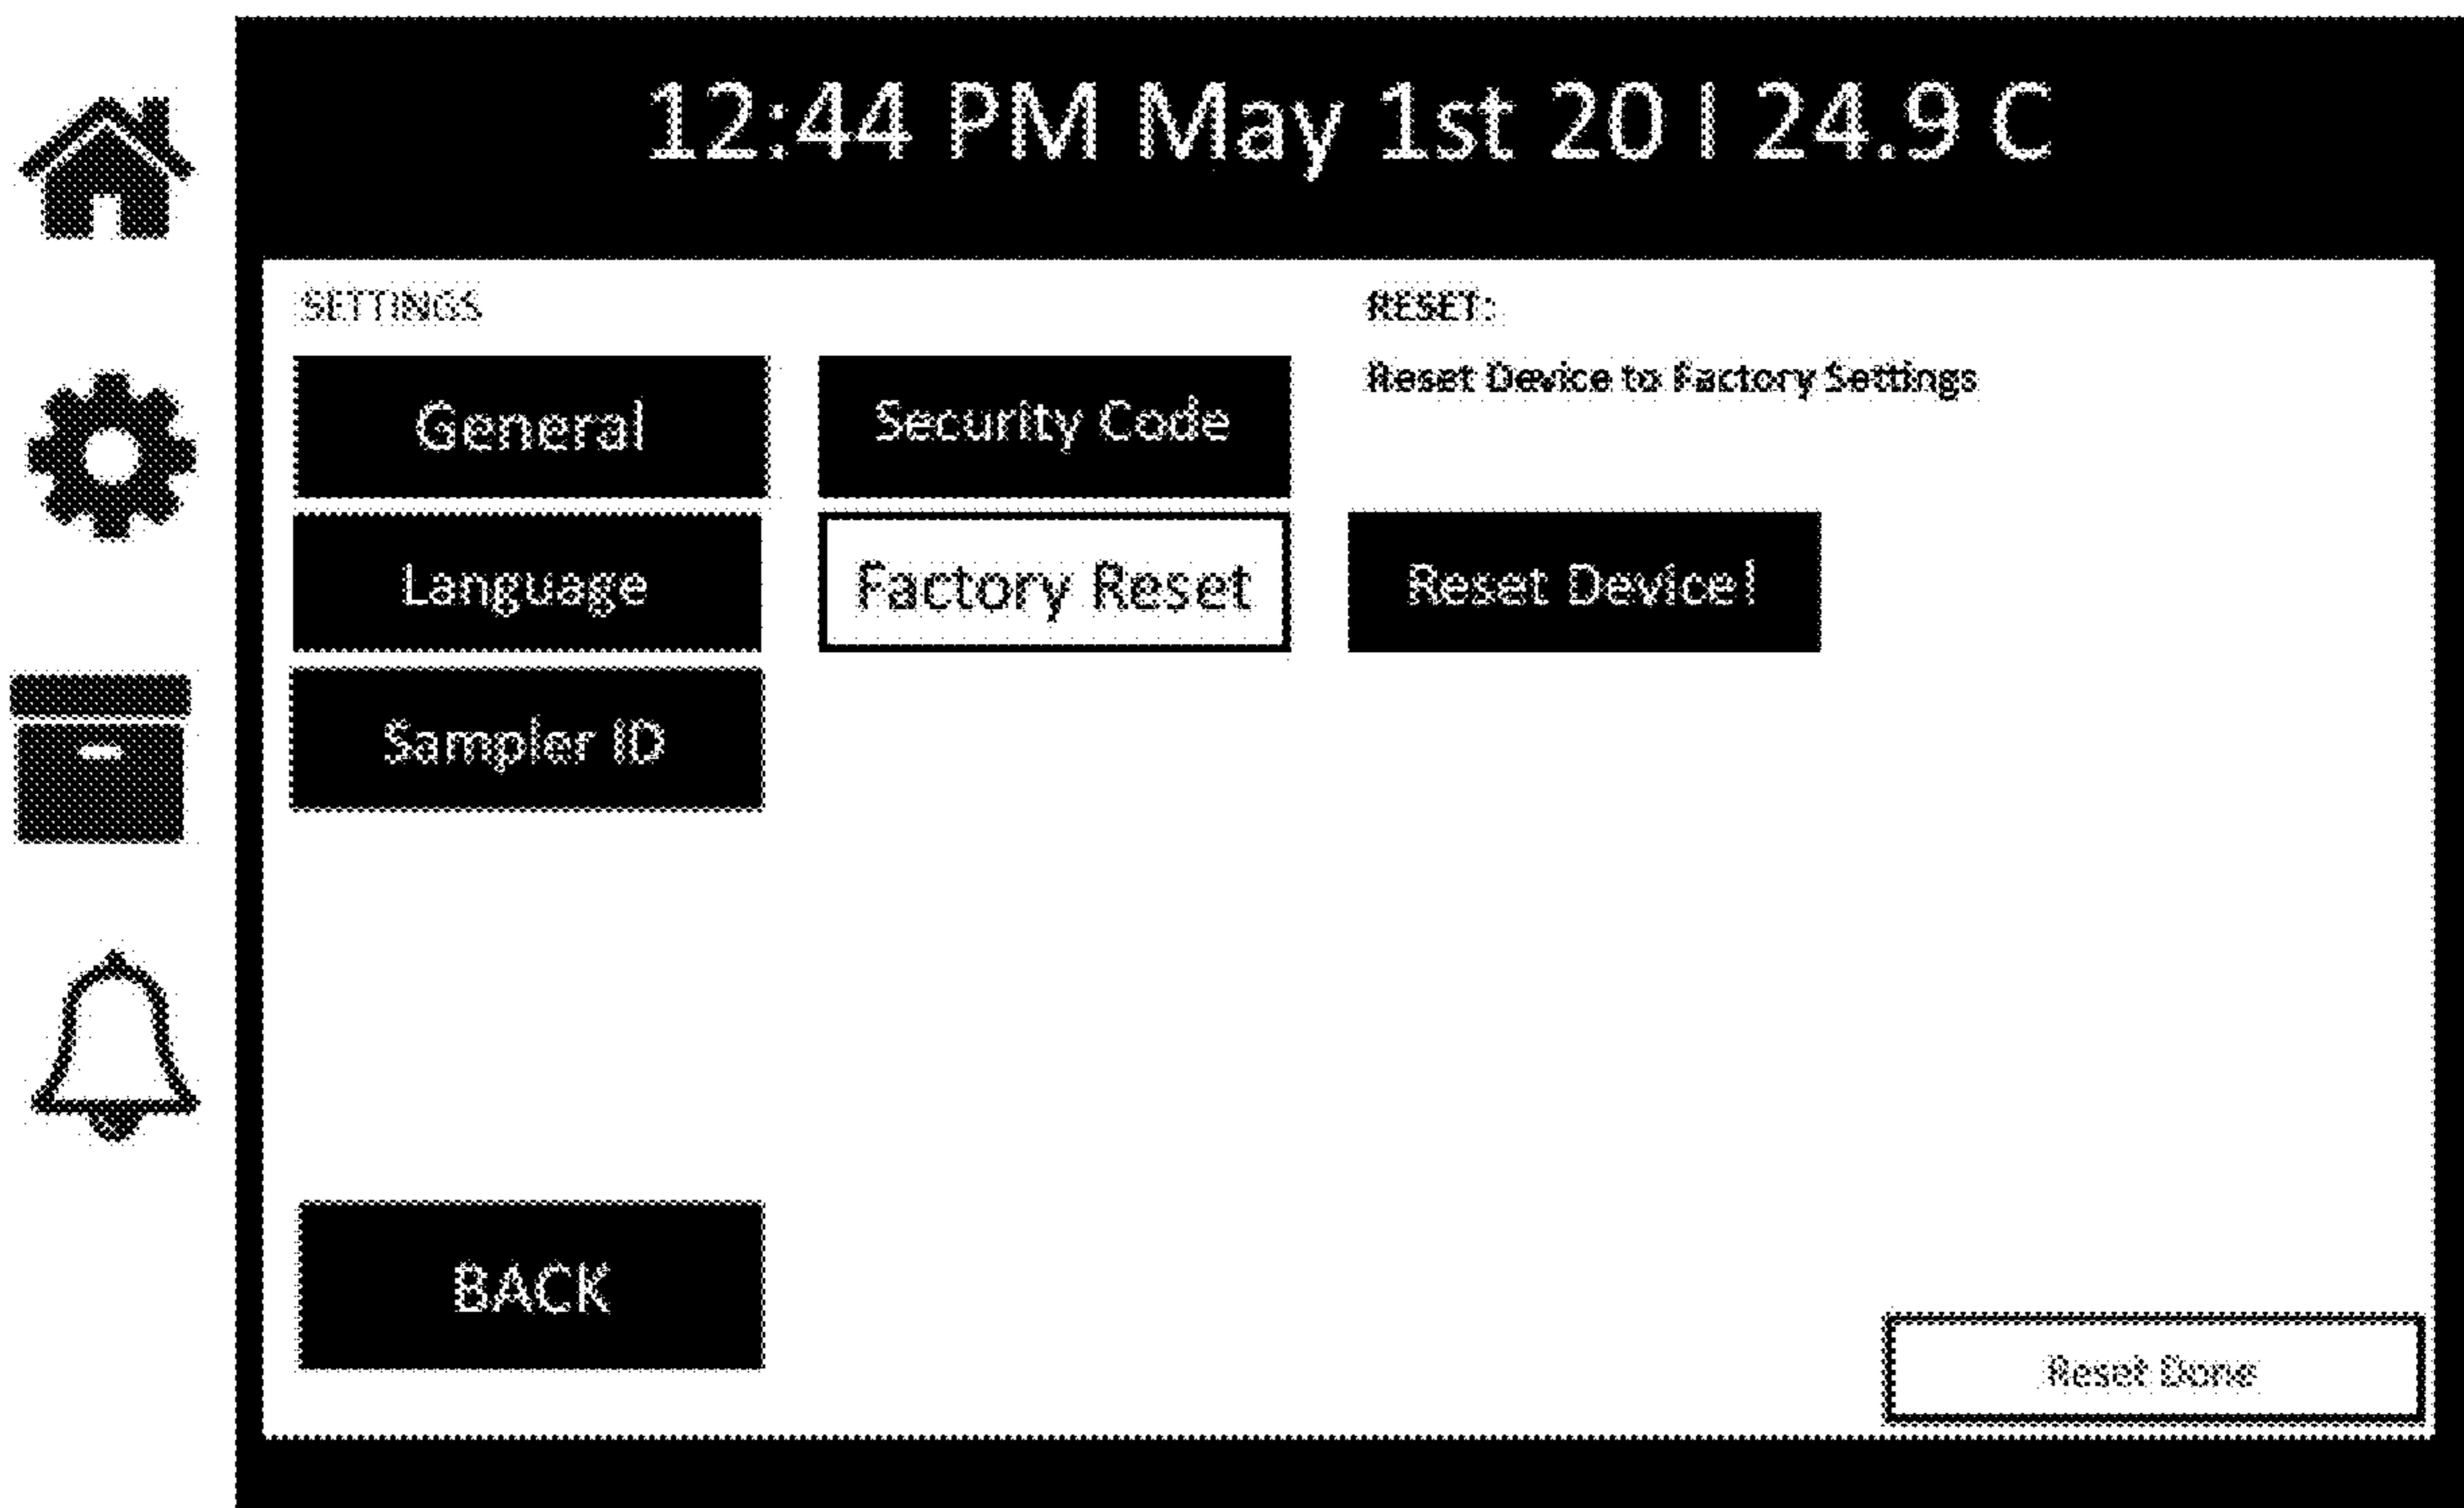 12:44 PM May 1st 20 | 24.9 C
SETTINGS
General
Security Code
Language
Factory Reset
Sampler ID
BACK
RESET:
Reset Device to Factory Settings
Reset Device!
Reset Done